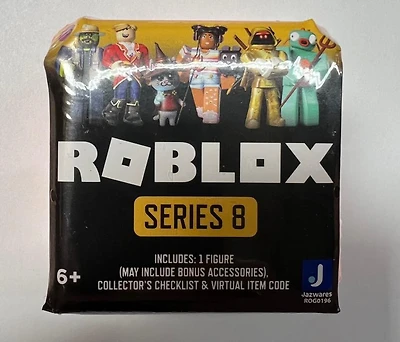 ROBLOX
SERIES 8
INCLUDES: 1 FIGURE
(MAY INCLUDE BONUS ACCESSORIES),
COLLECTOR'S CHECKLIST & VIRTUAL ITEM CODE
6+
J
Jazwares
ROG0196